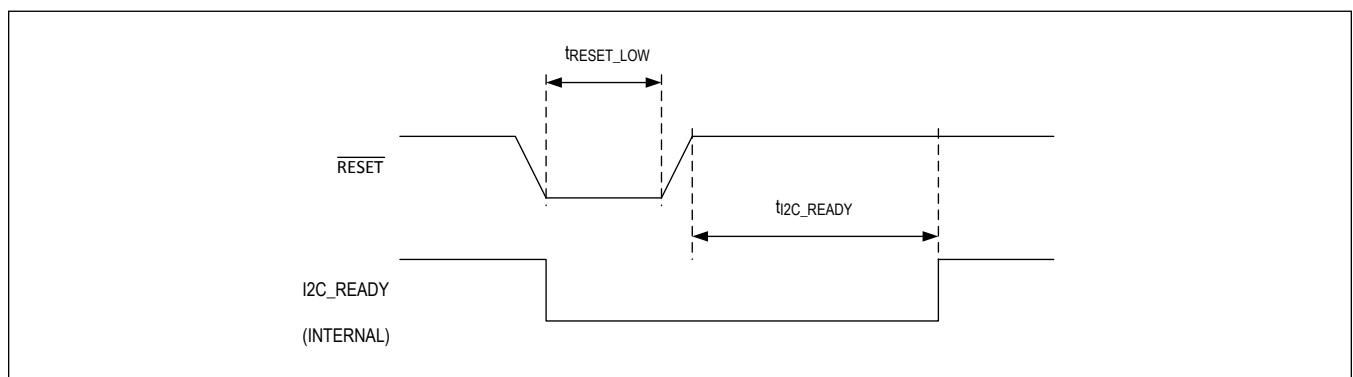 tRESET_LOW
RESET
tI2C_READY
I2C_READY
(INTERNAL)